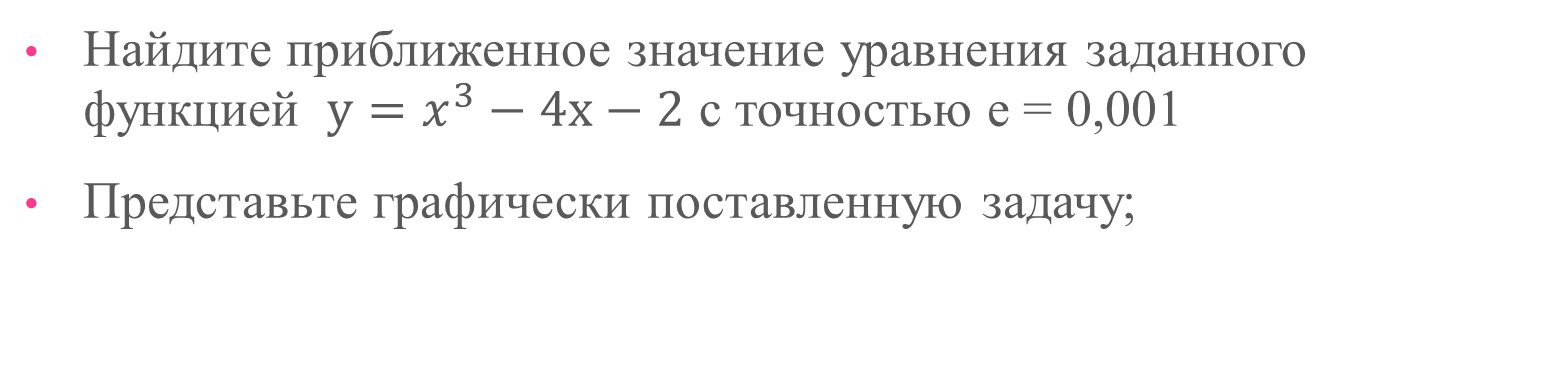 • Найдите приближенное значение уравнения заданного
функцией y = x³ − 4x − 2 с точностью е = 0,001
• Представьте графически поставленную задачу;